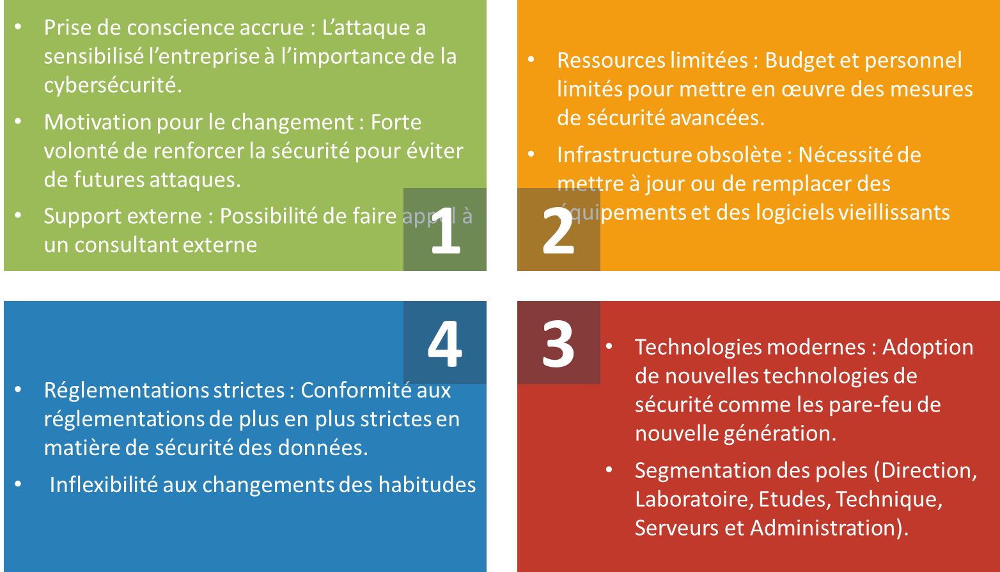 • Prise de conscience accrue : L’attaque a
sensibilisé l’entreprise à l’importance de la
cybersécurité.
• Motivation pour le changement : Forte
volonté de renforcer la sécurité pour éviter
de futures attaques.
• Support externe : Possibilité de faire appel à
un consultant externe
1
• Ressources limitées : Budget et personnel
limités pour mettre en œuvre des mesures
de sécurité avancées.
• Infrastructure obsolète : Nécessité de
mettre à jour ou de remplacer des
équipements et des logiciels vieillissants
2
4
• Réglementations strictes : Conformité aux
réglementations de plus en plus strictes en
matière de sécurité des données.
• Inflexibilité aux changements des habitudes
3
• Technologies modernes : Adoption
de nouvelles technologies de
sécurité comme les pare-feu de
nouvelle génération.
• Segmentation des poles (Direction,
Laboratoire, Etudes, Technique,
Serveurs et Administration).